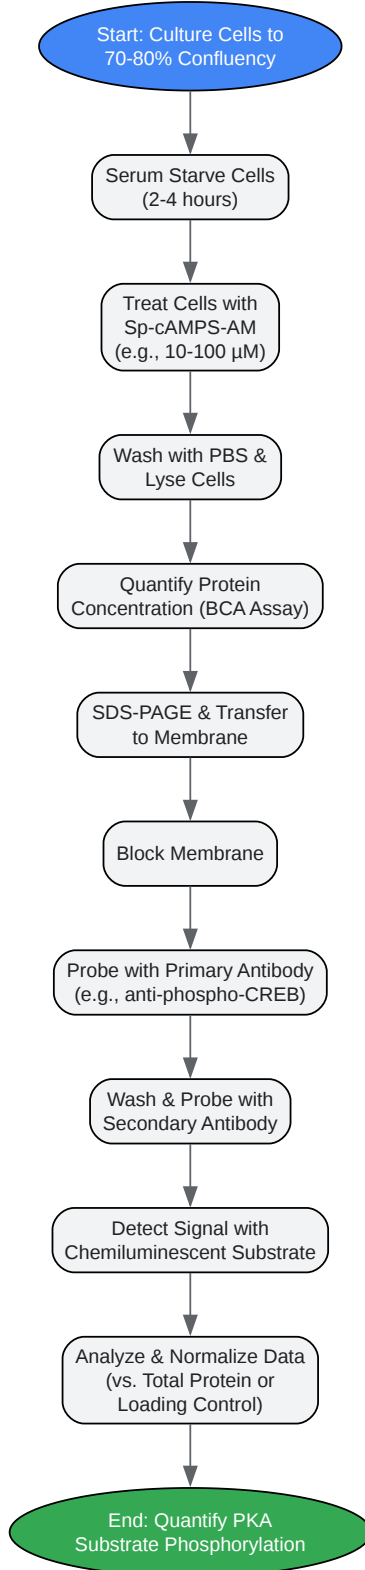 Start: Culture Cells to
70-80% Confluency
Serum Starve Cells
(2-4 hours)
Treat Cells with
Sp-cAMPS-AM
(e.g., 10-100 µM)
Wash with PBS &
Lyse Cells
Quantify Protein
Concentration (BCA Assay)
SDS-PAGE & Transfer
to Membrane
Block Membrane
Probe with Primary Antibody
(e.g., anti-phospho-CREB)
Wash & Probe with
Secondary Antibody
Detect Signal with
Chemiluminescent Substrate
Analyze & Normalize Data
(vs. Total Protein or
Loading Control)
End: Quantify PKA
Substrate Phosphorylation